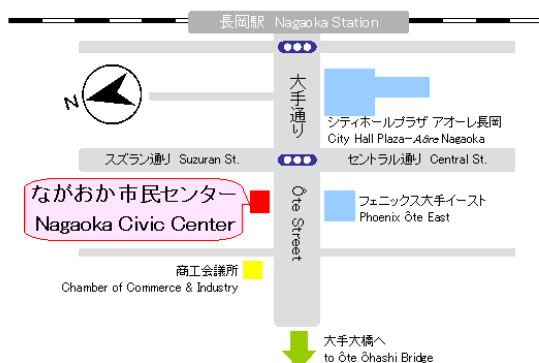 長岡駅 Nagaoka Station
大手通り
N
シティホールプラザ アオーレ長岡
City Hall Plaza-Aôre Nagaoka
スズラン通り Suzuran St.
セントラル通り Central St.
ながおか市民センター
Nagaoka Civic Center
Ôte Street
フェニックス大手イースト
Phoenix Ôte East
商工会議所
Chamber of Commerce & Industry
大手大橋へ
to Ôte Ôhashi Bridge